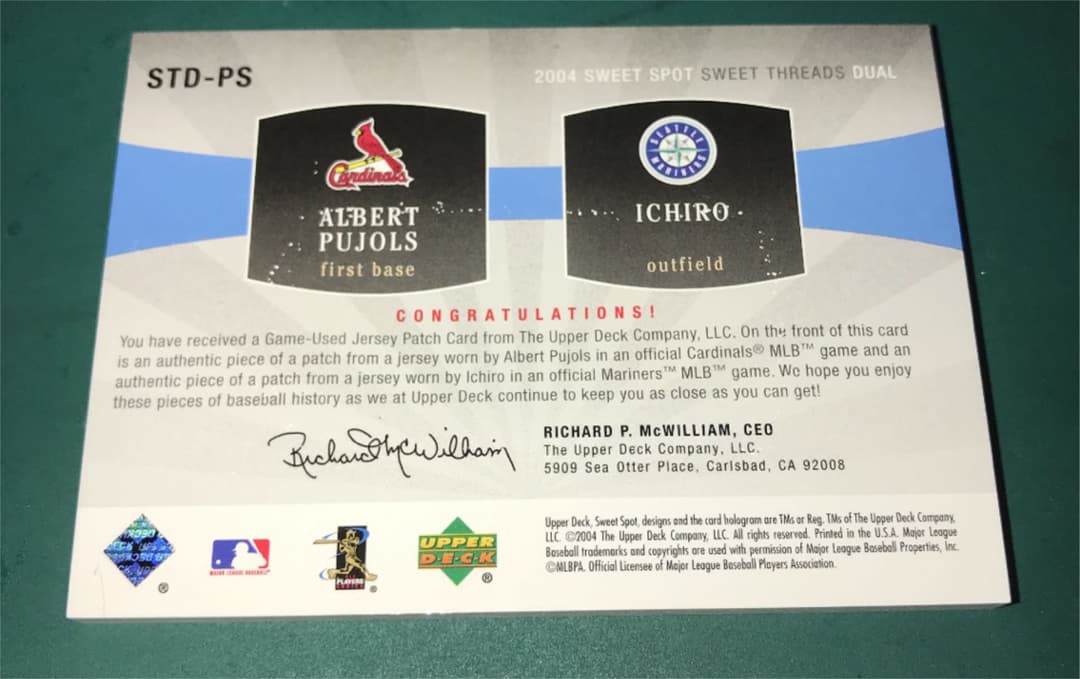 STD-PS
2004 SWEET SPOT SWEET THREADS DUAL
Cardinals
ALBERT
PUJOLS
first base
SEATTLE
MARINERS
ICHIRO
outfield
CONGRATULATIONS!
You have received a Game-Used Jersey Patch Card from The Upper Deck Company, LLC. On the front of this card
is an authentic piece of a patch from a jersey worn by Albert Pujols in an official Cardinals® MLB™ game and an
authentic piece of a patch from a jersey worn by Ichiro in an official Mariners™ MLB™ game. We hope you enjoy
these pieces of baseball history as we at Upper Deck continue to keep you as close as you can get!
Richard McWilliam
RICHARD P. McWILLIAM, CEO
The Upper Deck Company, LLC.
5909 Sea Otter Place, Carlsbad, CA 92008
®
MAJOR LEAGUE BASEBALL®
PLAYERS
CHOICE
®
UPPER
DECK
®
Upper Deck, Sweet Spot, designs and the card hologram are TMs or Reg. TMs of The Upper Deck Company,
LLC. ©2004 The Upper Deck Company, LLC. All rights reserved. Printed in the U.S.A. Major League
Baseball trademarks and copyrights are used with permission of Major League Baseball Properties, Inc.
©MLBPA. Official Licensee of Major League Baseball Players Association.